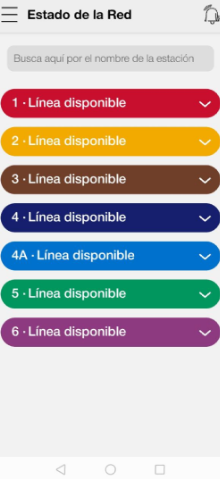 Estado de la Red
Busca aquí por el nombre de la estación
1 · Línea disponible
2 · Línea disponible
3 · Línea disponible
4 · Línea disponible
4A · Línea disponible
5 · Línea disponible
6 · Línea disponible